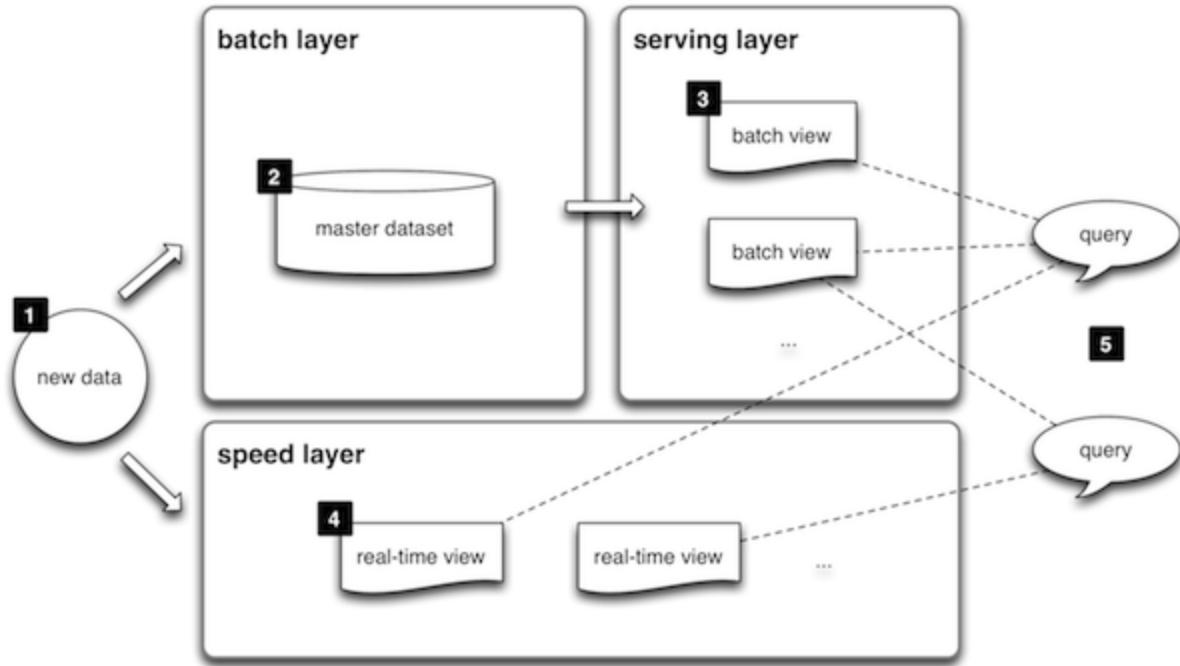 batch layer
serving layer
3
batch view
2
master dataset
batch view
query
1
new data
...
5
speed layer
query
4
real-time view
real-time view
...